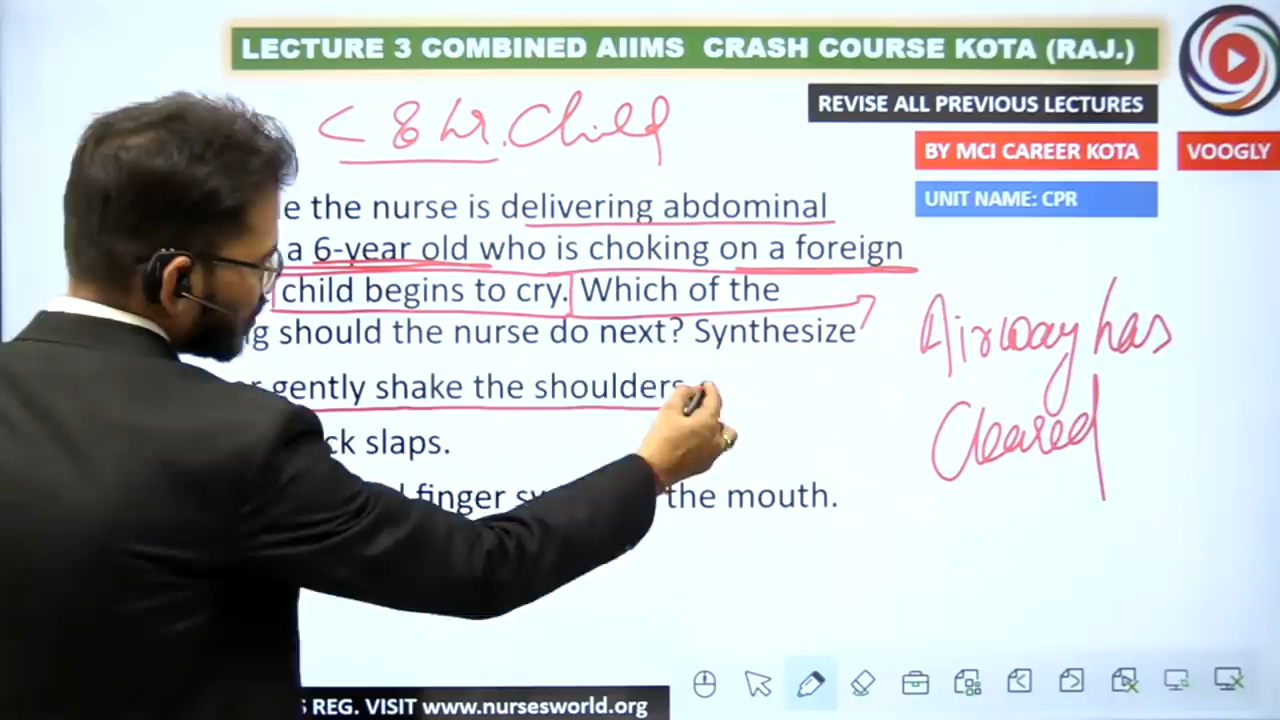 LECTURE 3 COMBINED AIIMS CRASH COURSE KOTA (RAJ.)
REVISE ALL PREVIOUS LECTURES
BY MCI CAREER KOTA
VOOGLY
UNIT NAME: CPR
< 8 Child
the nurse is delivering abdominal
a 6-year old who is choking on a foreign
child begins to cry. Which of the
should the nurse do next? Synthesize
gently shake the shoulders
slaps.
finger the mouth.
Airway has
Cleared
REG. VISIT www.nursesworld.org